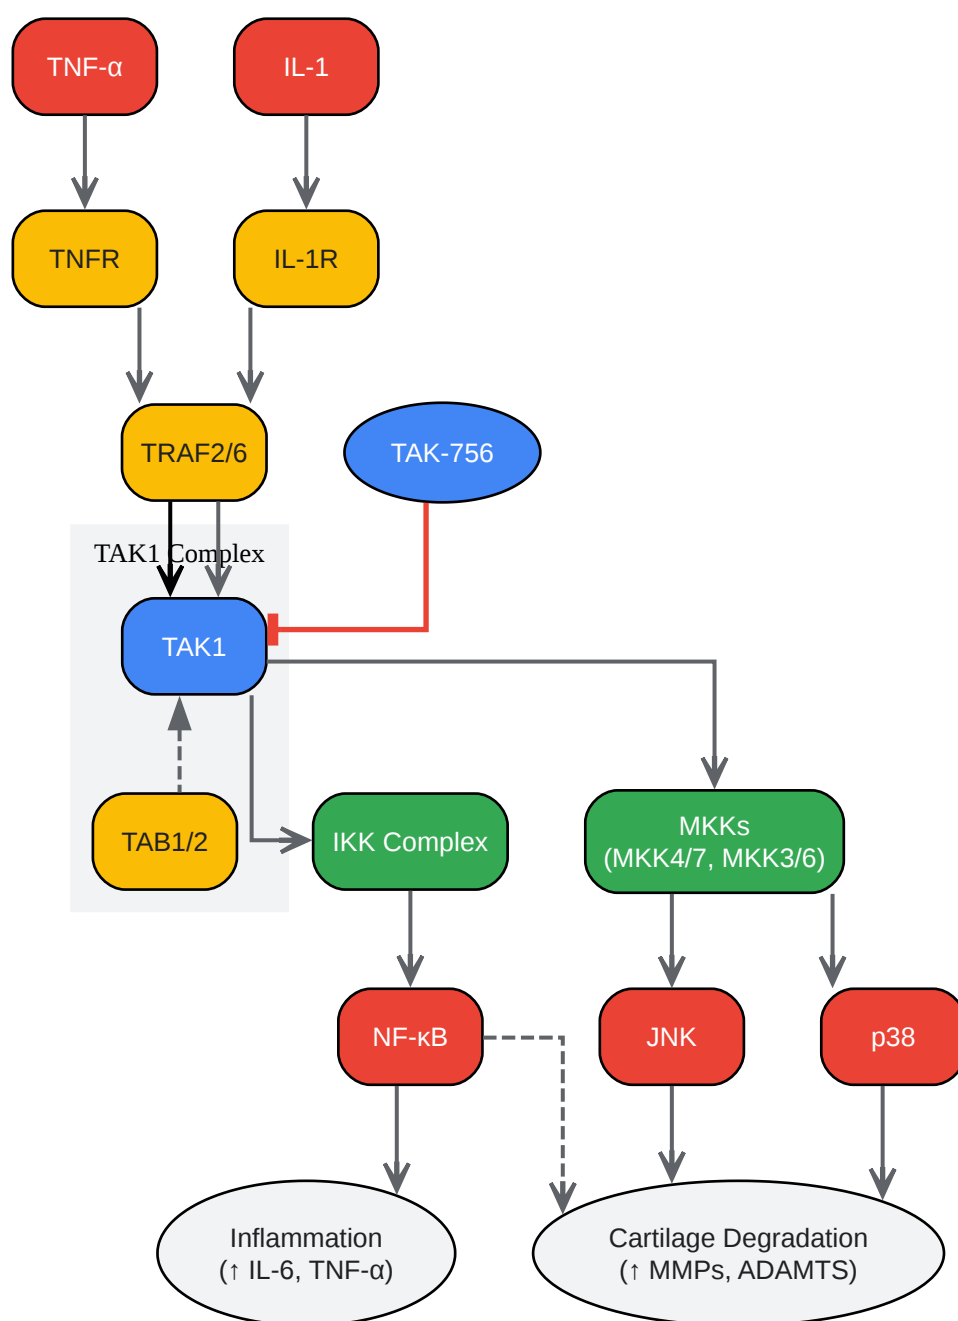 TNF-α
IL-1
TNFR
IL-1R
TRAF2/6
TAK-756
TAK1 Complex
TAK1
TAB1/2
IKK Complex
MKKs
(MKK4/7, MKK3/6)
NF-κB
JNK
p38
Inflammation
(↑ IL-6, TNF-α)
Cartilage Degradation
(↑ MMPs, ADAMTS)